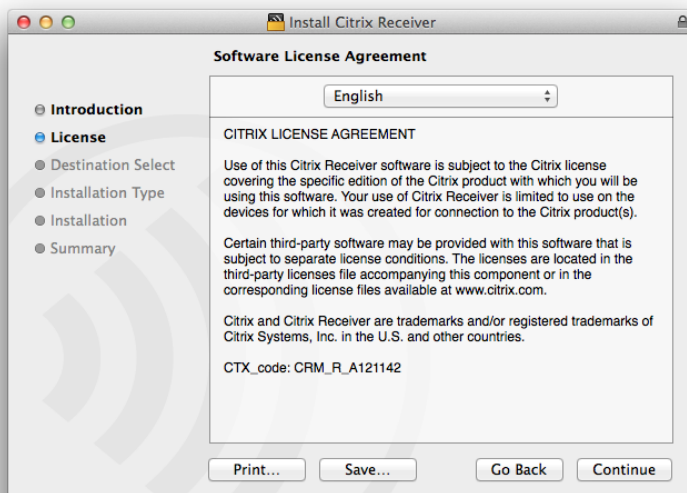 Install Citrix Receiver
Software License Agreement
Introduction
License
Destination Select
Installation Type
Installation
Summary
English
CITRIX LICENSE AGREEMENT
Use of this Citrix Receiver software is subject to the Citrix license
covering the specific edition of the Citrix product with which you will be
using this software. Your use of Citrix Receiver is limited to use on the
devices for which it was created for connection to the Citrix product(s).
Certain third-party software may be provided with this software that is
subject to separate license conditions. The licenses are located in the
third-party licenses file accompanying this component or in the
corresponding license files available at www.citrix.com.
Citrix and Citrix Receiver are trademarks and/or registered trademarks of
Citrix Systems, Inc. in the U.S. and other countries.
CTX_code: CRM_R_A121142
Print... Save... Go Back Continue